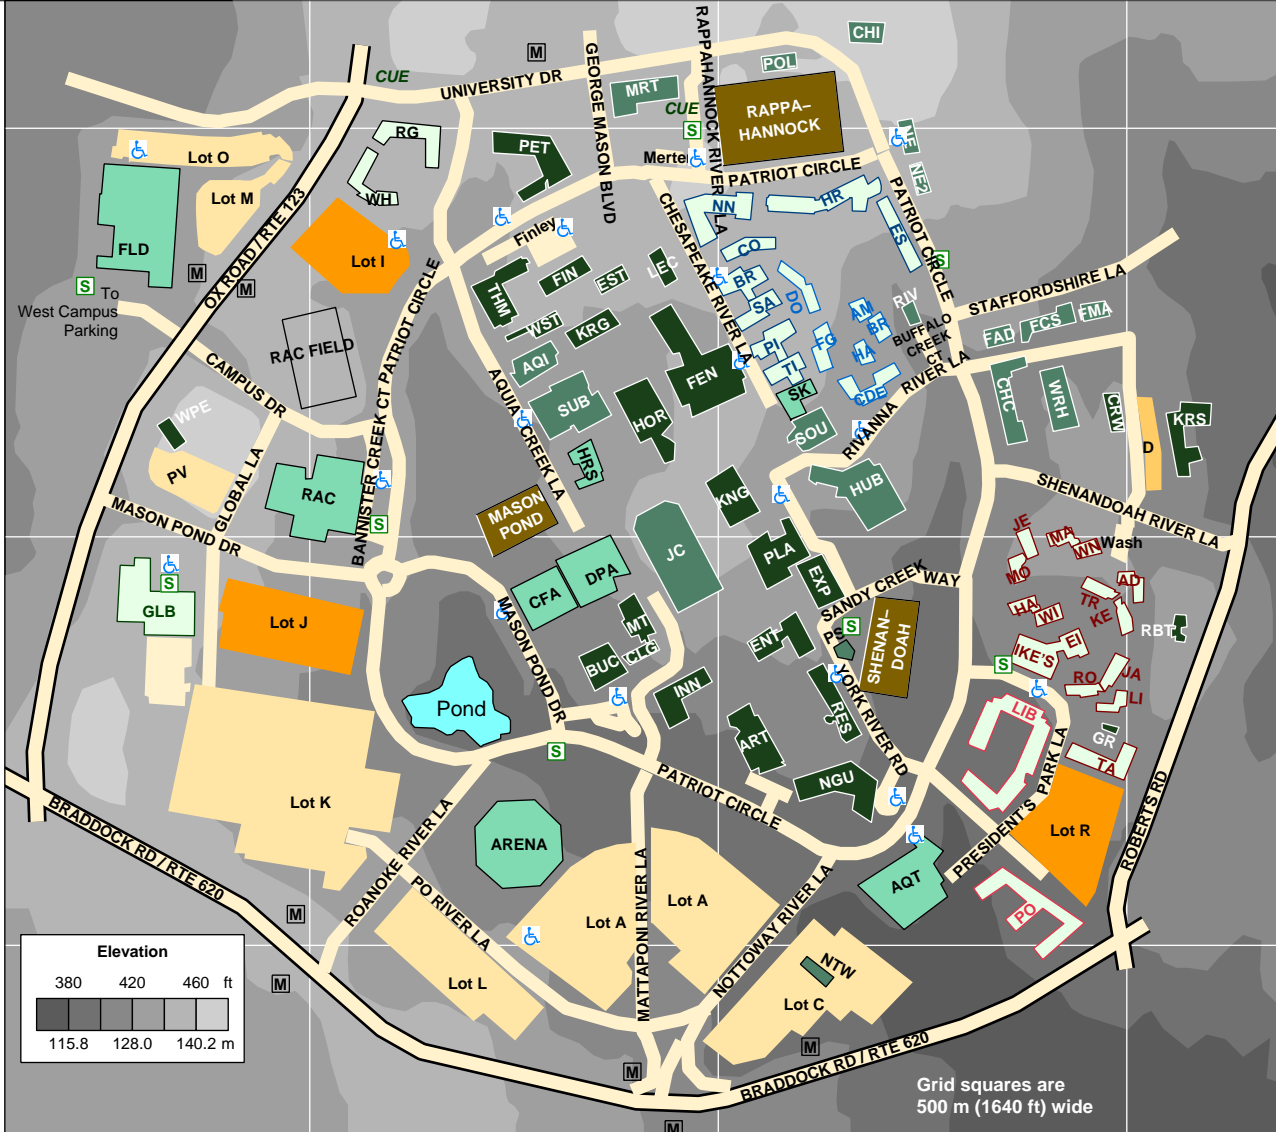 CHI
M
CUE
UNIVERSITY DR
GEORGE MASON BLVD
MRT
CUE
RAPPAHANNOCK RIVER LA
POL
RAPPA–
HANNOCK
S
Lot O
RG
PET
PATRIOT CIRCLE
NE
NE2
Lot M
WH
NN
HR
ES
FLD
Lot I
Finley
CHESAPEAKE RIVER LA
CO
PATRIOT CIRCLE
S
M
M
S
To
West Campus
Parking
OX ROAD / RTE 123
THM
FIN
EST
LEC
BR
SA
DO
RIV
STAFFORDSHIRE LA
WST
KRG
AM
BR
FAD
FCS
FMA
RAC FIELD
AQI
PI
FG
HA
BUFFALO
CREEK
CT
TI
CDE
RIVANNA RIVER LA
CAMPUS DR
BANNISTER CREEK CT
PATRIOT CIRCLE
AQUIA CREEK LA
SUB
FEN
SK
CHC
WRH
CRW
KRS
WPE
HOR
SOU
D
PV
GLOBAL LA
RAC
HRS
KNG
HUB
SHENANDOAH RIVER LA
MASON POND DR
S
MASON
POND
JC
PLA
JE
MA
WN
Wash
CFA
DPA
EXP
SANDY CREEK WAY
MO
AD
S
GLB
Lot J
MASON POND DR
MT
CLG
BUC
ENT
PS
S
SHENAN–
DOAH
HA
WI
TR
KE
RBT
IKE'S
EI
INN
S
RO
JA
LI
Pond
RES
YORK RIVER RD
LIB
GR
S
ART
TA
PATRIOT CIRCLE
NGU
PRESIDENT'S PARK LA
Lot K
Lot R
ROBERTS RD
BRADDOCK RD / RTE 620
ROANOKE RIVER LA
ARENA
AQT
PO RIVER LA
Lot A
Lot A
MATTAPONI RIVER LA
NOTTOWAY RIVER LA
PO
M
Lot L
NTW
Lot C
M
M
M
M
BRADDOCK RD / RTE 620
Elevation
380 420 460 ft
115.8 128.0 140.2 m
Grid squares are
500 m (1640 ft) wide